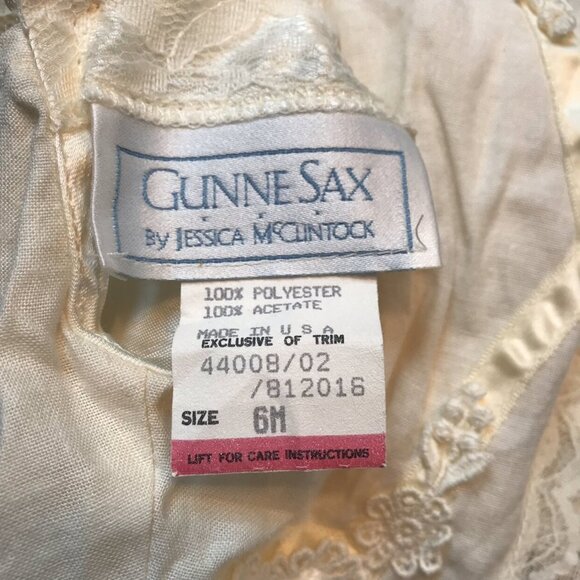 GUNNE SAX
BY JESSICA MCCLINTOCK
100% POLYESTER
100% ACETATE
MADE IN U S A
EXCLUSIVE OF TRIM
44008/02
/812016
SIZE 6M
LIFT FOR CARE INSTRUCTIONS